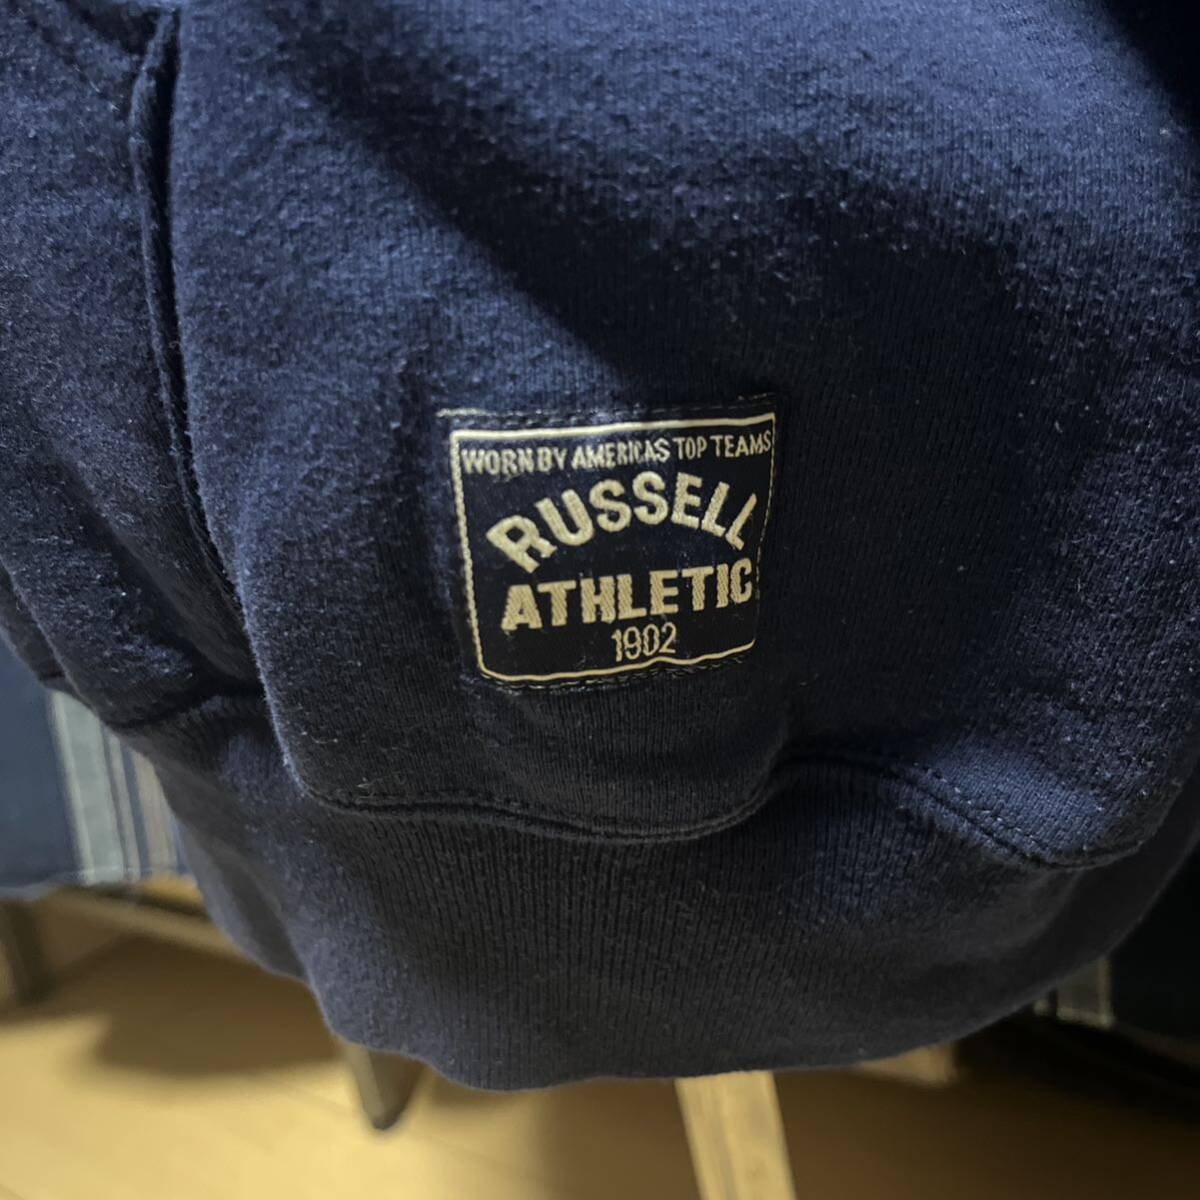 WORN BY AMERICAS TOP TEAMS
RUSSELL
ATHLETIC
1902